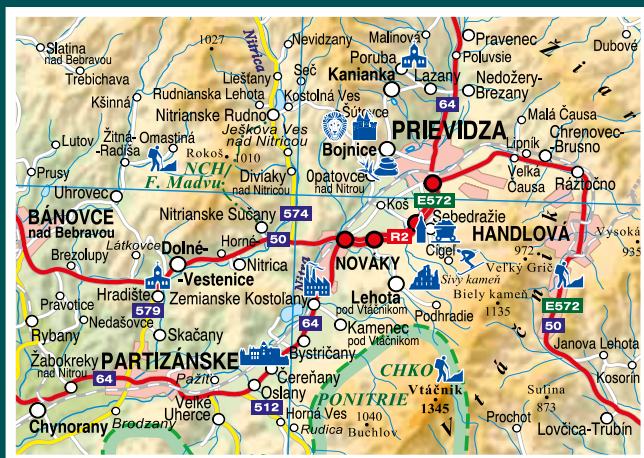 Slatina
nad Bebravou
Trebichava
Kšinná
1027
Nitrica
Nevidzany
Malinová
Pravenec
Dubové
Poruba
Poluvsie
Liešťany
Seč
Kanianka
Lazany
Nedožery-
Brezany
Žiar
Rudnianska Lehota
Kostolná Ves
Šútovce
64
Nitrianske Rudno
Malá Čausa
Ješkova Ves
nad Nitricou
PRIEVIDZA
Lipník
Chrenovec-
Brusno
Lutov
Žitná-
Radiša
Omastiná
Rokoš
1010
Bojnice
Veľká
Čausa
Prusy
NCH/
F. Madvu
Diviaky
nad Nitricou
Opatovce
nad Nitrou
Ráztočno
Uhrovec
Koš
E572
Nitrianske Sučany
574
Sebedražie
BÁNOVCE
nad Bebravou
R2
HANDLOVÁ
Vysoká
935
Látkovce
Horné-
50
Cigeľ
972
Veľký Grič
Brezolupy
Dolné-
-Vestenice
Nitrica
Nitra
NOVÁKY
Sivý kameň
Hradište
Zemianske Kostoľany
Lehota
pod Vtáčnikom
Biely kameň
1135
E572
Pravotice
579
Podhradie
50
Rybany
Nedašovce
Skačany
64
Kamenec
pod Vtáčnikom
Vtáčnik
Janova Lehota
Bystričany
PARTIZÁNSKE
Žabokreky
nad Nitrou
Kosorín
64
Pažiť
Čereňany
CHKO
PONITRIE
Vtáčnik
1345
Sulina
873
Oslany
Veľké
Uherce
512
Horná Ves
1040
Buchlov
Chynorany
Brodzany
Rudica
Prochot
Lovčica-Trubín